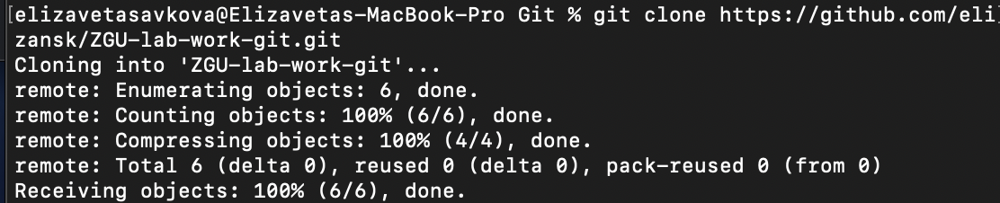 [elizavetasavkova@Elizavetas-MacBook-Pro Git % git clone https://github.com/eli]
zansk/ZGU-lab-work-git.git
Cloning into 'ZGU-lab-work-git'...
remote: Enumerating objects: 6, done.
remote: Counting objects: 100% (6/6), done.
remote: Compressing objects: 100% (4/4), done.
remote: Total 6 (delta 0), reused 0 (delta 0), pack-reused 0 (from 0)
Receiving objects: 100% (6/6), done.